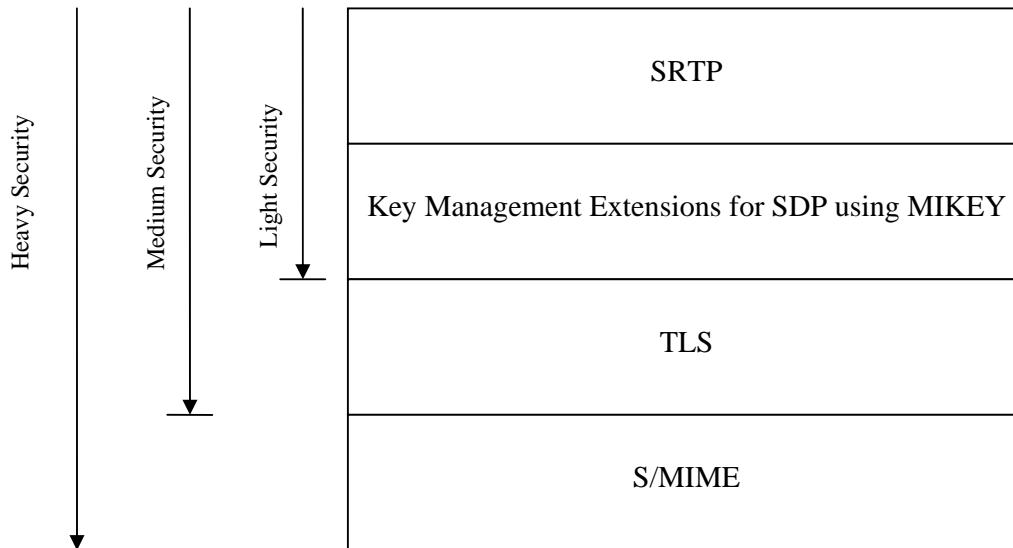 Heavy Security
Medium Security
Light Security
SRTP
Key Management Extensions for SDP using MIKEY
TLS
S/MIME